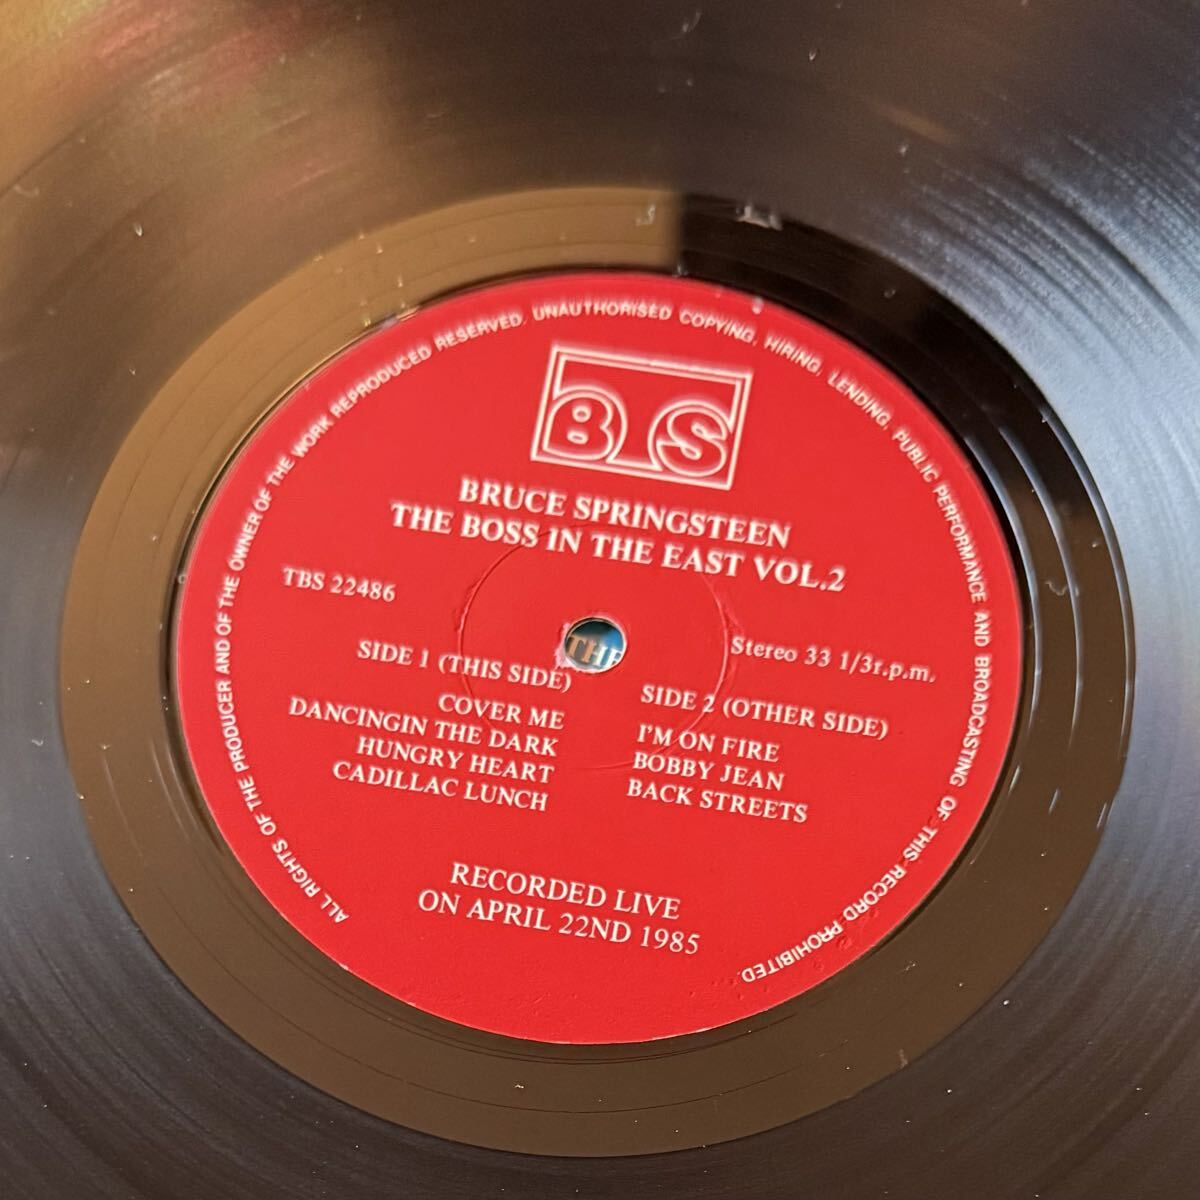 ALL RIGHTS OF THE PRODUCER AND OF THE OWNER OF THE WORK REPRODUCED RESERVED. UNAUTHORISED COPYING, HIRING, LENDING, PUBLIC PERFORMANCE AND BROADCASTING OF THIS RECORD PROHIBITED.
BS
BRUCE SPRINGSTEEN
THE BOSS IN THE EAST VOL.2
TBS 22486
Stereo 33 1/3r.p.m.
SIDE 1 (THIS SIDE)
COVER ME
DANCINGIN THE DARK
HUNGRY HEART
CADILLAC LUNCH
SIDE 2 (OTHER SIDE)
I'M ON FIRE
BOBBY JEAN
BACK STREETS
RECORDED LIVE
ON APRIL 22ND 1985
THE